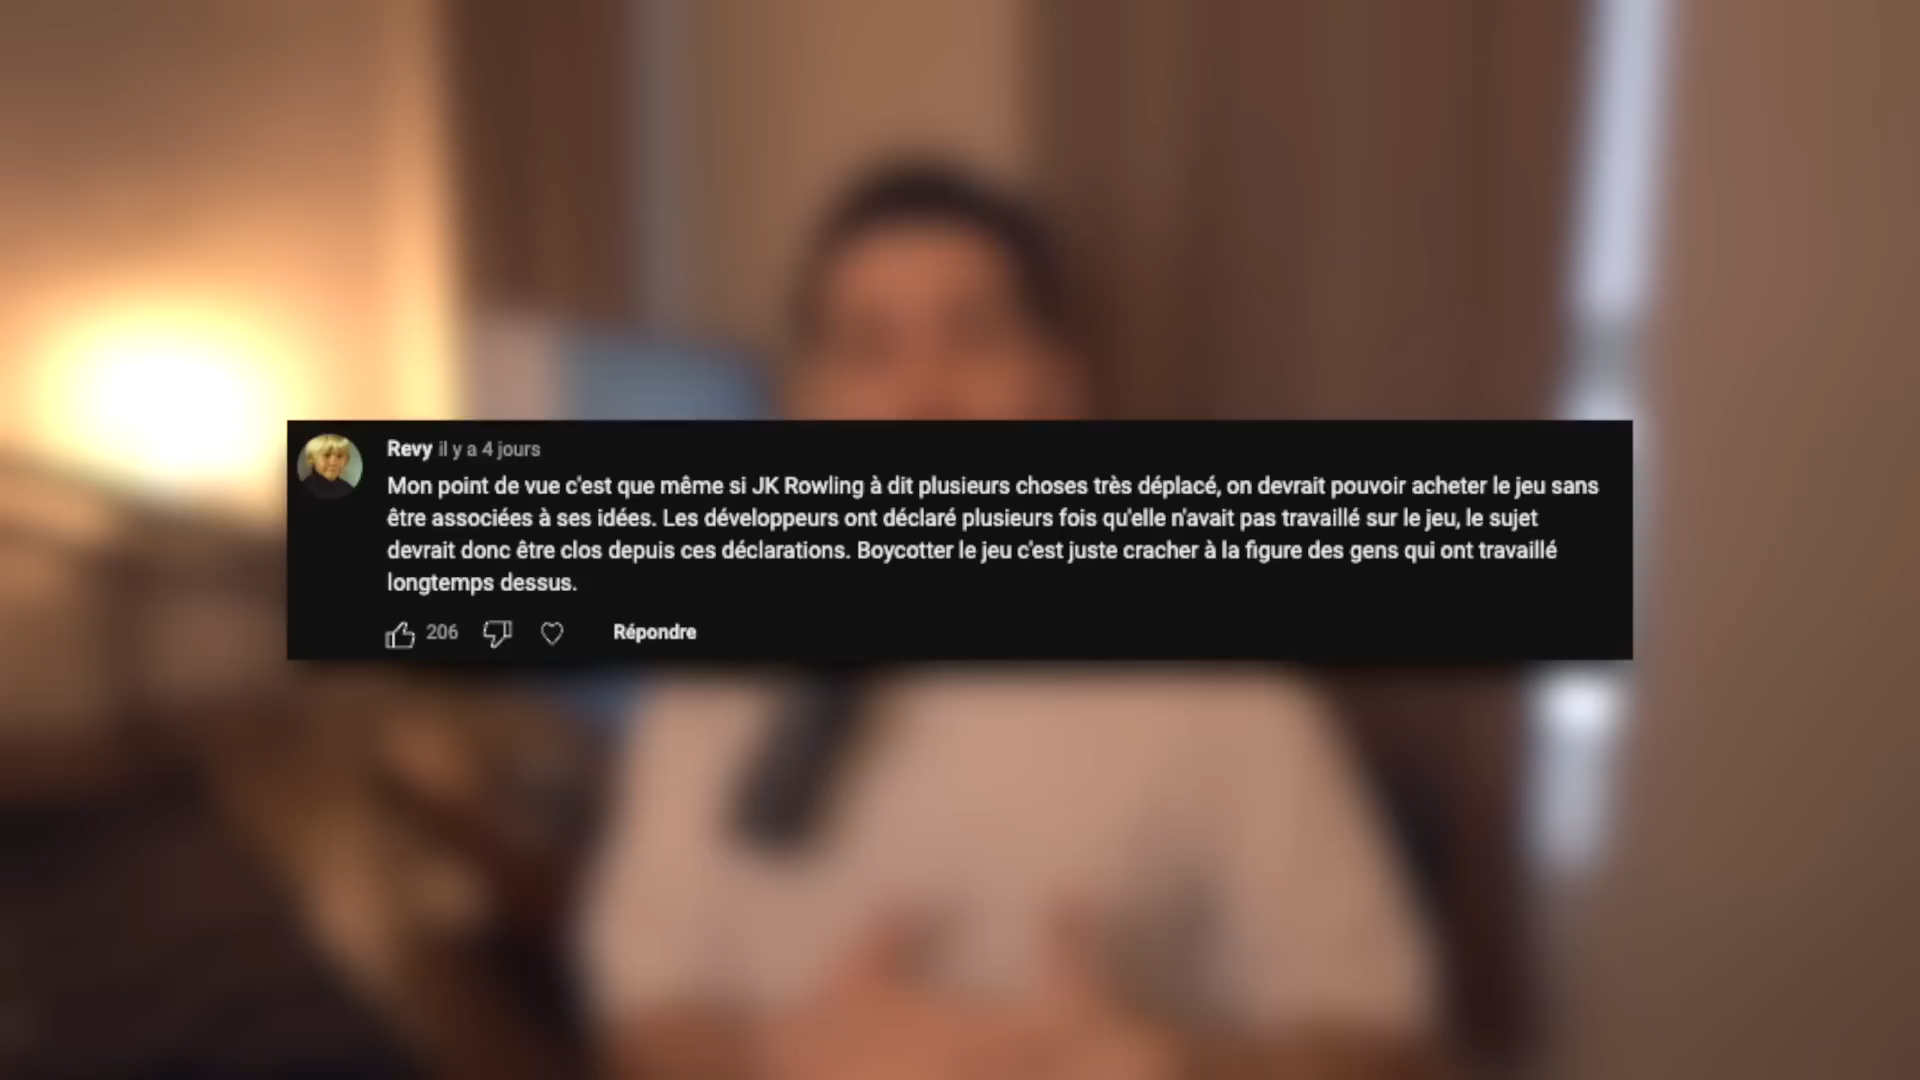 Revy il y a 4 jours
Mon point de vue c'est que même si JK Rowling à dit plusieurs choses très déplacé, on devrait pouvoir acheter le jeu sans
être associées à ses idées. Les développeurs ont déclaré plusieurs fois qu'elle n'avait pas travaillé sur le jeu, le sujet
devrait donc être clos depuis ces déclarations. Boycotter le jeu c'est juste cracher à la figure des gens qui ont travaillé
longtemps dessus.
206 Répondre